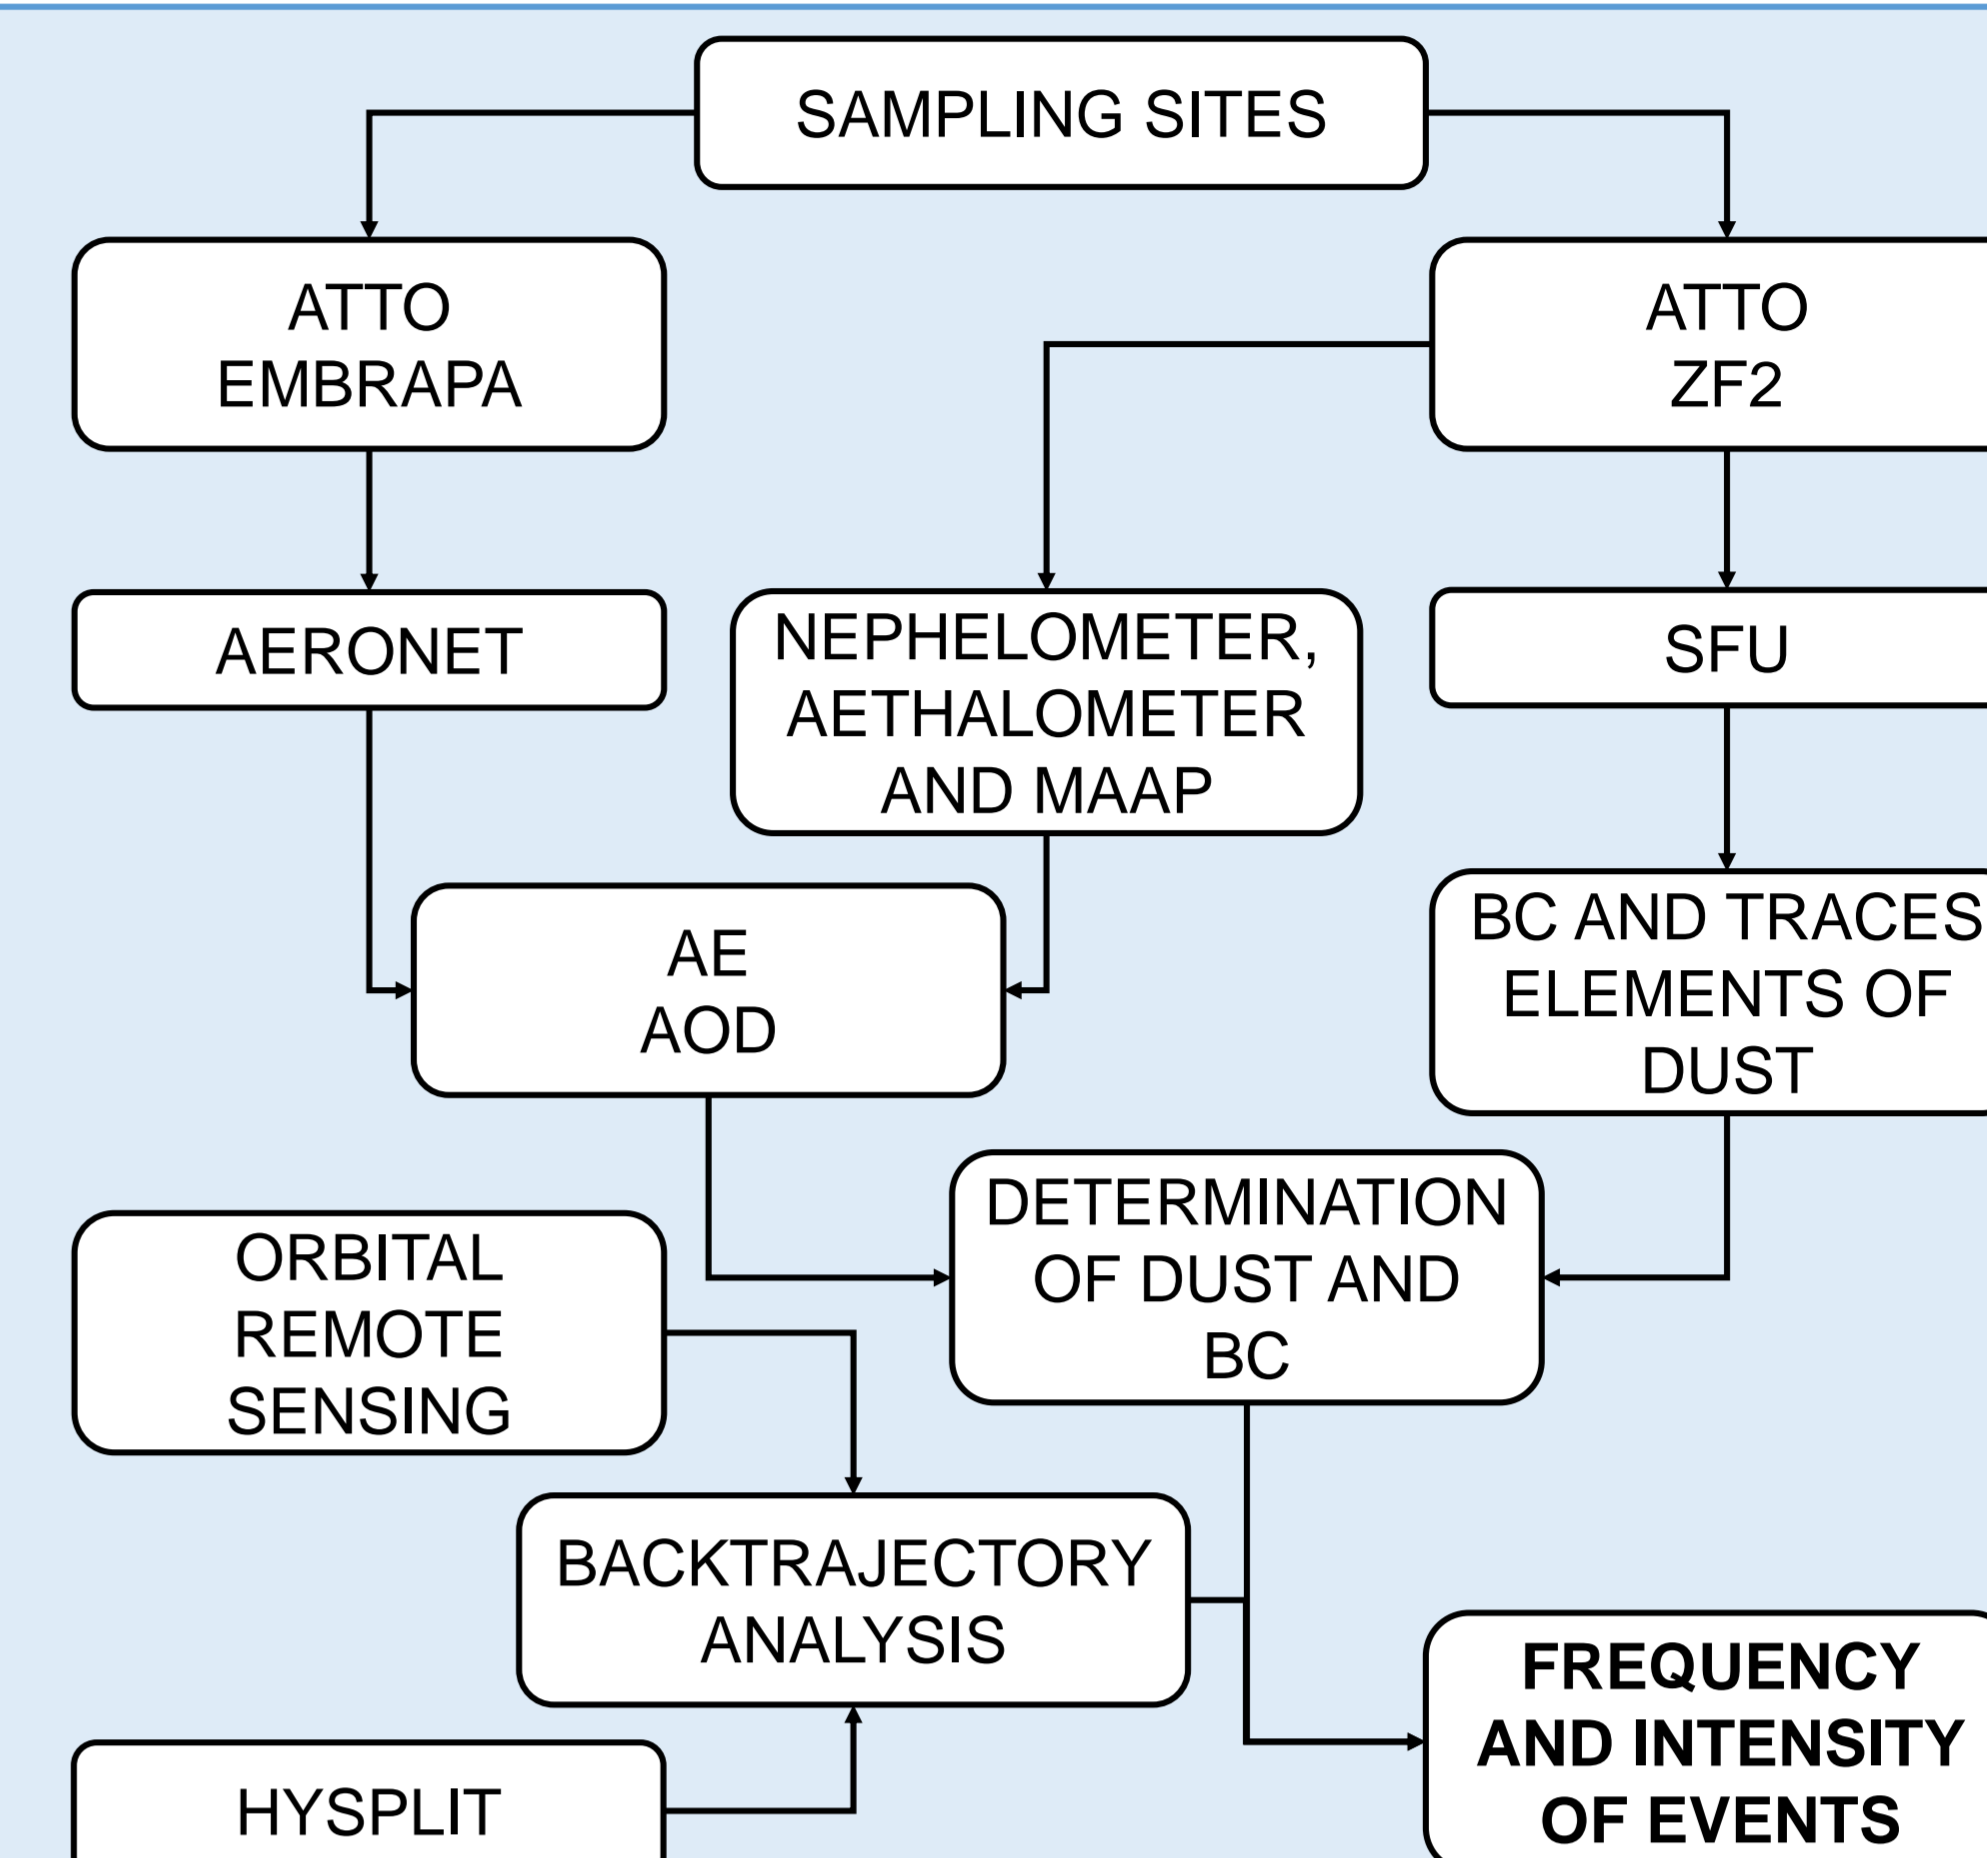 SAMPLING SITES
ATTO
EMBRAPA
ATTO
ZF2
AERONET
NEPHELOMETER,
AETHALOMETER
AND MAAP
SFU
AE
AOD
BC AND TRACES
ELEMENTS OF
DUST
DETERMINATION
OF DUST AND
BC
ORBITAL
REMOTE
SENSING
BACKTRAJECTORY
ANALYSIS
FREQUENCY
AND INTENSITY
OF EVENTS
HYSPLIT